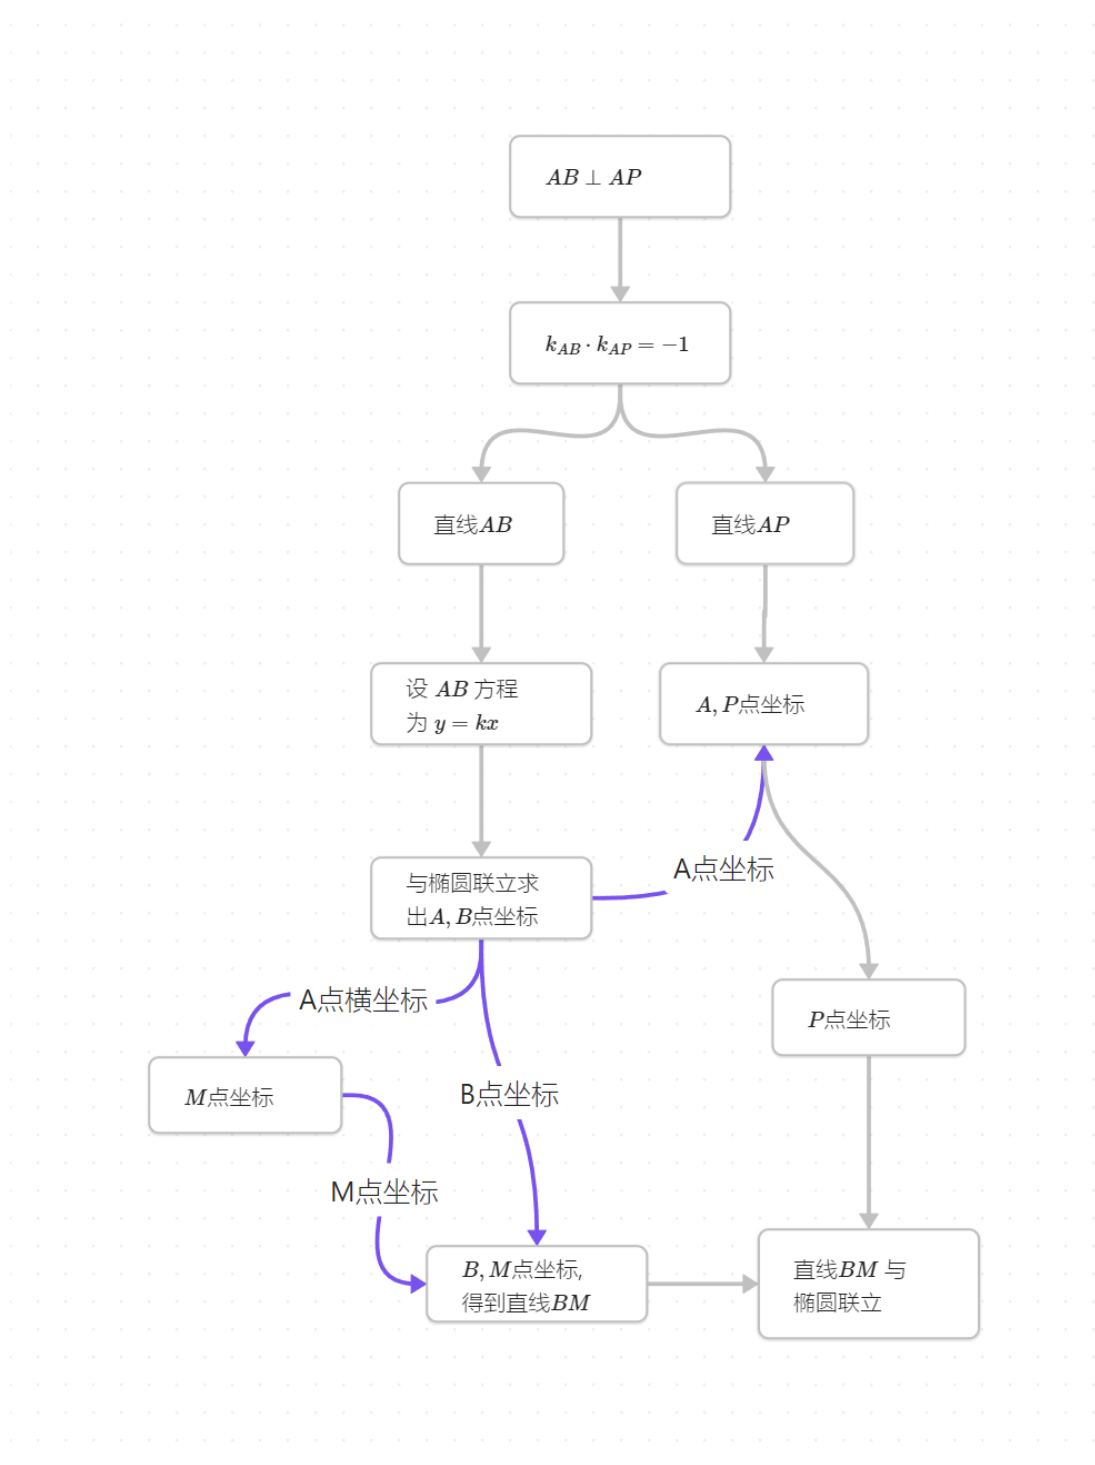 AB ⊥ AP
k_{AB} · k_{AP} = −1
直线AB
直线AP
设 AB 方程
为 y = kx
A, P点坐标
与椭圆联立求
出A, B点坐标
A点坐标
A点横坐标
P点坐标
M点坐标
B点坐标
M点坐标
B, M点坐标,
得到直线BM
直线BM 与
椭圆联立